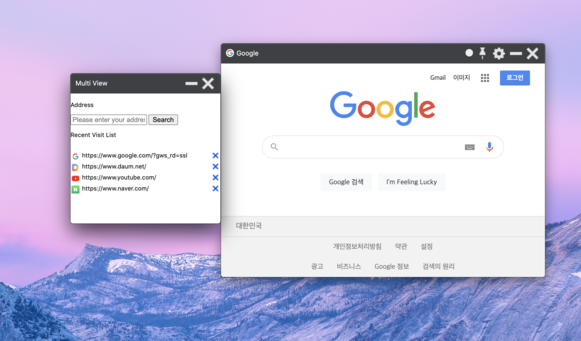 Multi View
Address
Please enter your addres
Search
Recent Visit List
https://www.google.com/?gws_rd=ssl
https://www.daum.net/
https://www.youtube.com/
https://www.naver.com/
Google
Gmail 이미지 로그인
Google
Google 검색 I'm Feeling Lucky
대한민국
개인정보처리방침 약관 설정
광고 비즈니스 Google 정보 검색의 원리